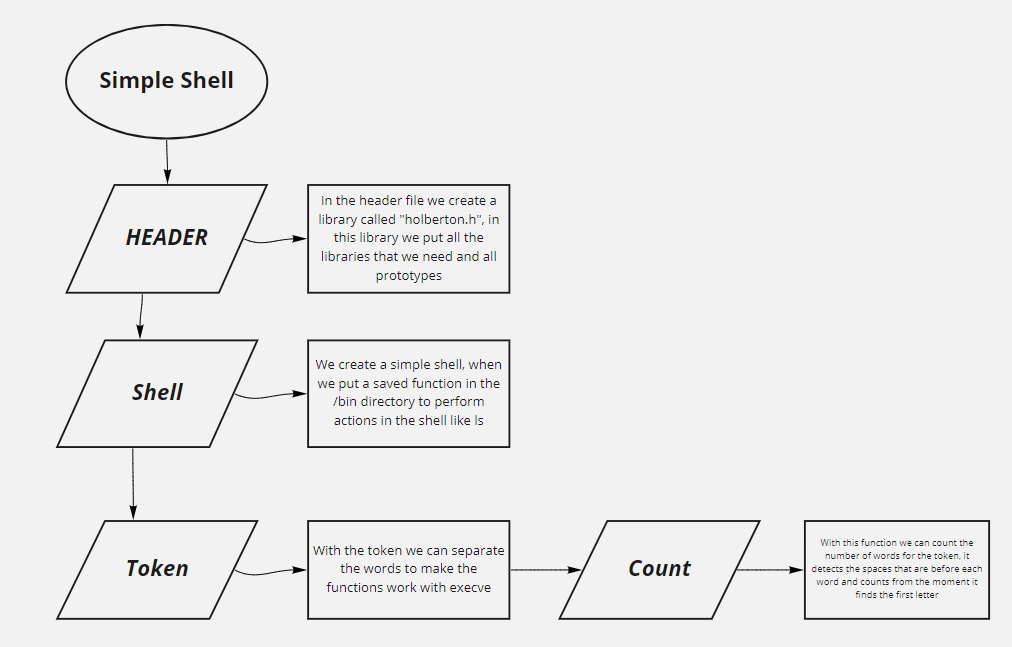 Simple Shell
HEADER
In the header file we create a
library called "holberton.h", in
this library we put all the
libraries that we need and all
prototypes
Shell
We create a simple shell, when
we put a saved function in the
/bin directory to perform
actions in the shell like ls
Token
With the token we can separate
the words to make the
functions work with execve
Count
With this function we can count the
number of words for the token, it
detects the spaces that are before each
word and counts from the moment it
finds the first letter